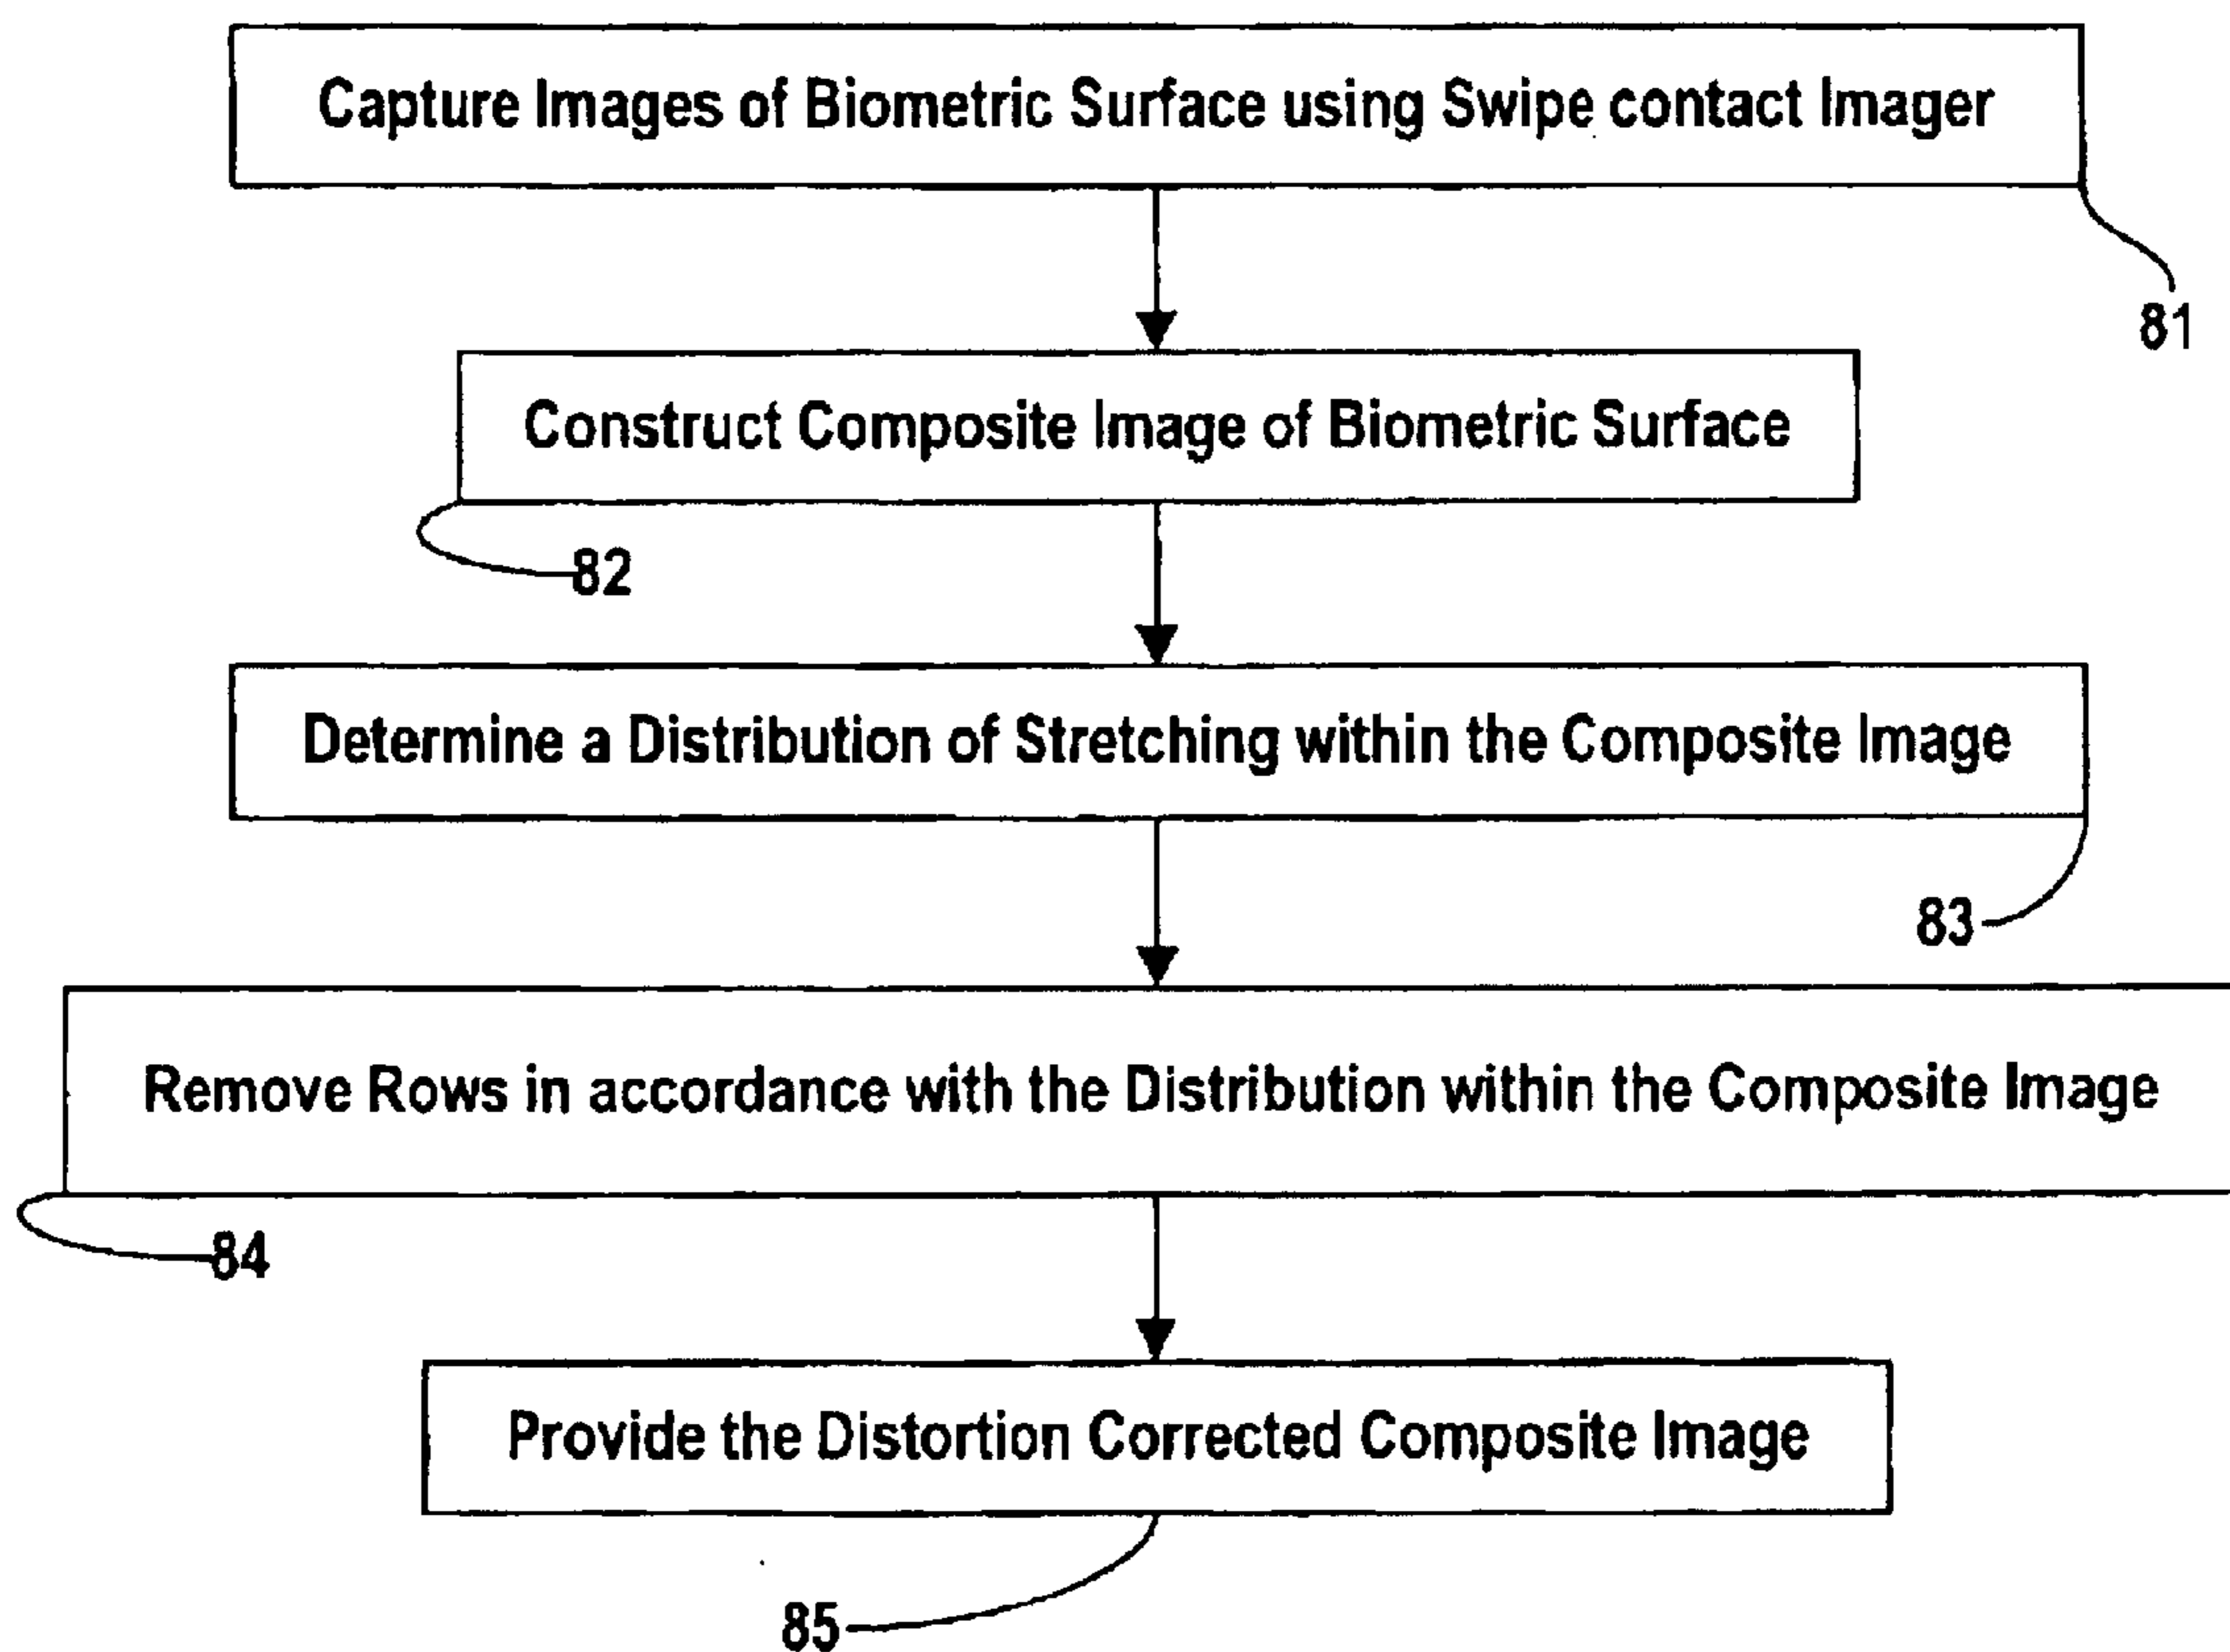 Capture Images of Biometric Surface using Swipe contact Imager
81
Construct Composite Image of Biometric Surface
82
Determine a Distribution of Stretching within the Composite Image
83
Remove Rows in accordance with the Distribution within the Composite Image
84
Provide the Distortion Corrected Composite Image
85